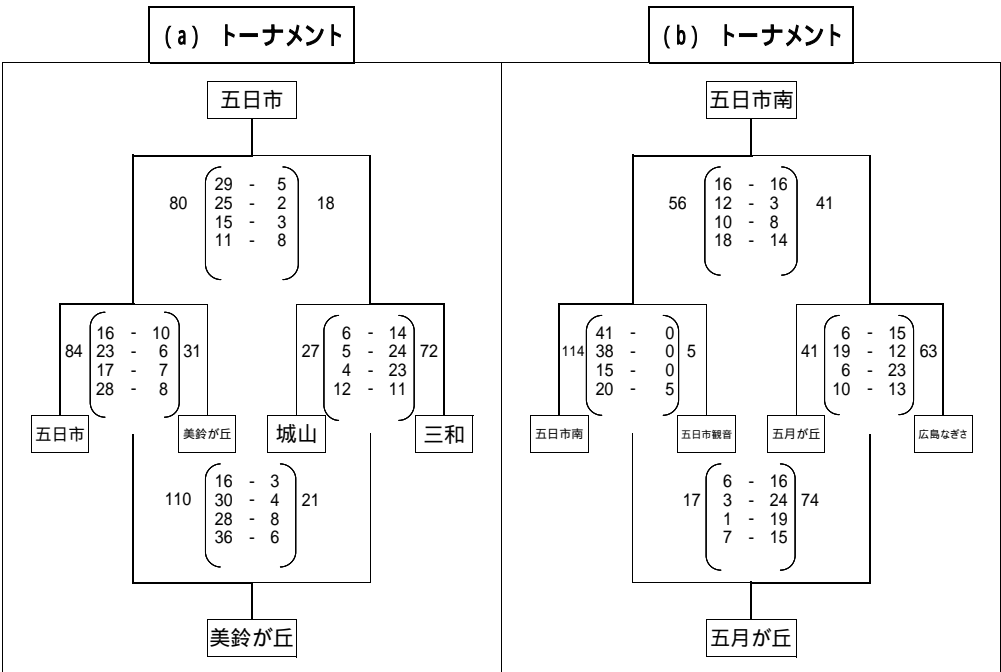 (a) トーナメント
五日市
80
29 - 5
25 - 2
15 - 3
11 - 8
18
84
16 - 10
23 - 6
17 - 7
28 - 8
31
27
6 - 14
5 - 24
4 - 23
12 - 11
72
五日市
美鈴が丘
城山
三和
110
16 - 3
30 - 4
28 - 8
36 - 6
21
美鈴が丘
(b) トーナメント
五日市南
56
16 - 16
12 - 3
10 - 8
18 - 14
41
114
41 - 0
38 - 0
15 - 0
20 - 5
5
41
6 - 15
19 - 12
6 - 23
10 - 13
63
五日市南
五日市観音
五月が丘
広島なぎさ
17
6 - 16
3 - 24
1 - 19
7 - 15
74
五月が丘